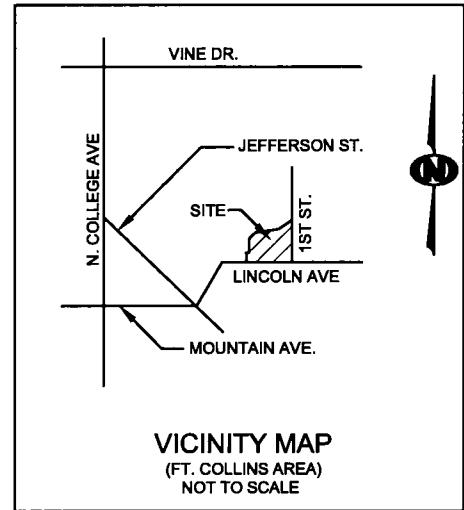 VINE DR.
N. COLLEGE AVE
JEFFERSON ST.
SITE
1ST ST.
N
LINCOLN AVE
MOUNTAIN AVE.
VICINITY MAP
(FT. COLLINS AREA)
NOT TO SCALE